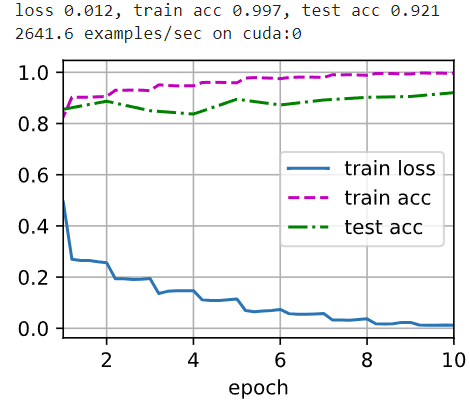 loss 0.012, train acc 0.997, test acc 0.921
2641.6 examples/sec on cuda:0
1.0
0.8
0.6
0.4
0.2
0.0
train loss
train acc
test acc
2 4 6 8 10
epoch